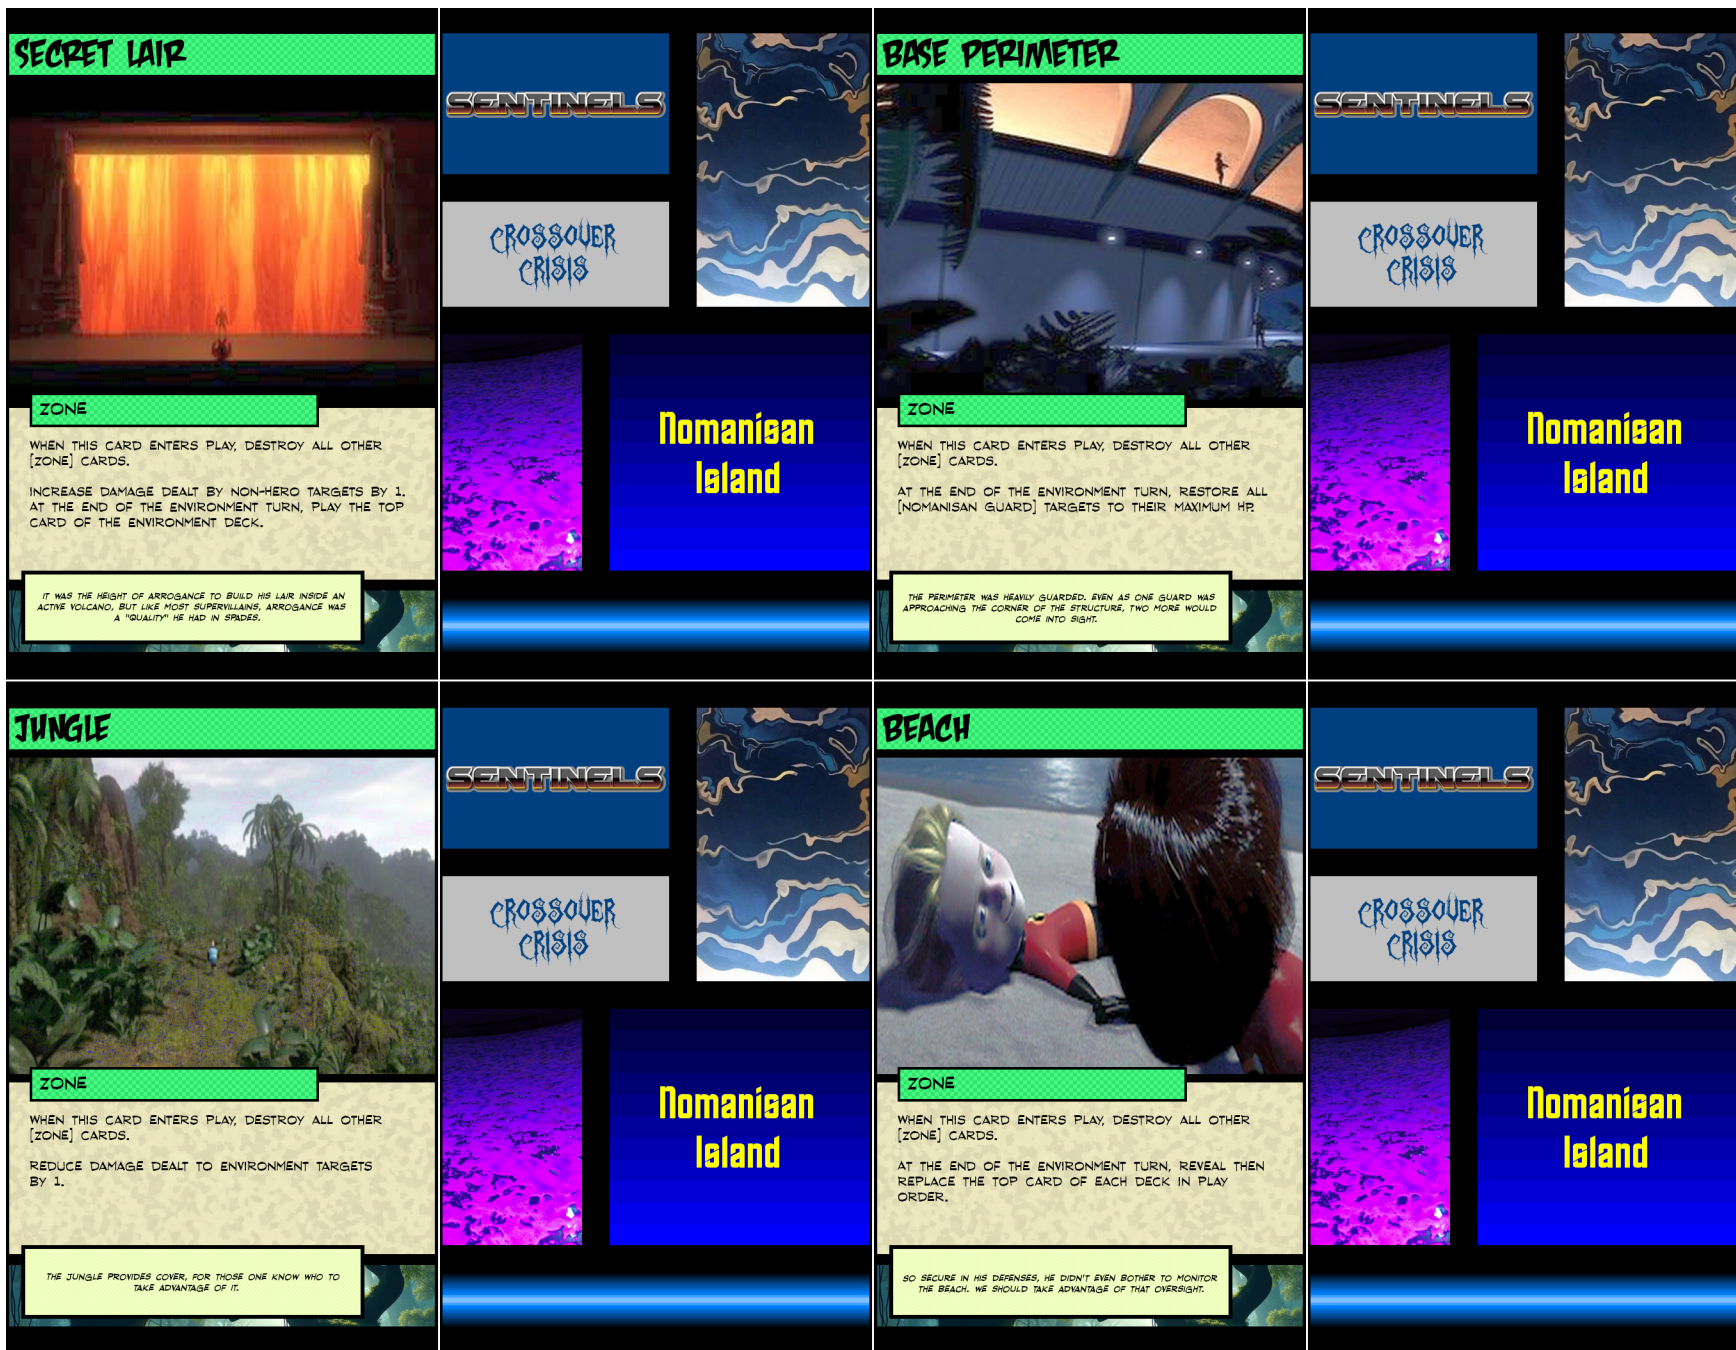 SECRET LAIR
ZONE
WHEN THIS CARD ENTERS PLAY, DESTROY ALL OTHER
[ZONE] CARDS.
INCREASE DAMAGE DEALT BY NON-HERO TARGETS BY 1.
AT THE END OF THE ENVIRONMENT TURN, PLAY THE TOP
CARD OF THE ENVIRONMENT DECK.
IT WAS THE HEIGHT OF ARROGANCE TO BUILD HIS LAIR INSIDE AN
ACTIVE VOLCANO, BUT LIKE MOST SUPERVILLAINS, ARROGANCE WAS
A "QUALITY" HE HAD IN SPADES.
SENTINELS
CROSSOVER
CRISIS
Nomanisan
Island
BASE PERIMETER
ZONE
WHEN THIS CARD ENTERS PLAY, DESTROY ALL OTHER
[ZONE] CARDS.
AT THE END OF THE ENVIRONMENT TURN, RESTORE ALL
[NOMANISAN GUARD] TARGETS TO THEIR MAXIMUM HP.
THE PERIMETER WAS HEAVILY GUARDED. EVEN AS ONE GUARD WAS
APPROACHING THE CORNER OF THE STRUCTURE, TWO MORE WOULD
COME INTO SIGHT.
SENTINELS
CROSSOVER
CRISIS
Nomanisan
Island
JUNGLE
ZONE
WHEN THIS CARD ENTERS PLAY, DESTROY ALL OTHER
[ZONE] CARDS.
REDUCE DAMAGE DEALT TO ENVIRONMENT TARGETS
BY 1.
THE JUNGLE PROVIDES COVER, FOR THOSE ONE KNOW WHO TO
TAKE ADVANTAGE OF IT.
SENTINELS
CROSSOVER
CRISIS
Nomanisan
Island
BEACH
ZONE
WHEN THIS CARD ENTERS PLAY, DESTROY ALL OTHER
[ZONE] CARDS.
AT THE END OF THE ENVIRONMENT TURN, REVEAL THEN
REPLACE THE TOP CARD OF EACH DECK IN PLAY
ORDER.
SO SECURE IN HIS DEFENSES, HE DIDN'T EVEN BOTHER TO MONITOR
THE BEACH. WE SHOULD TAKE ADVANTAGE OF THAT OVERSIGHT.
SENTINELS
CROSSOVER
CRISIS
Nomanisan
Island